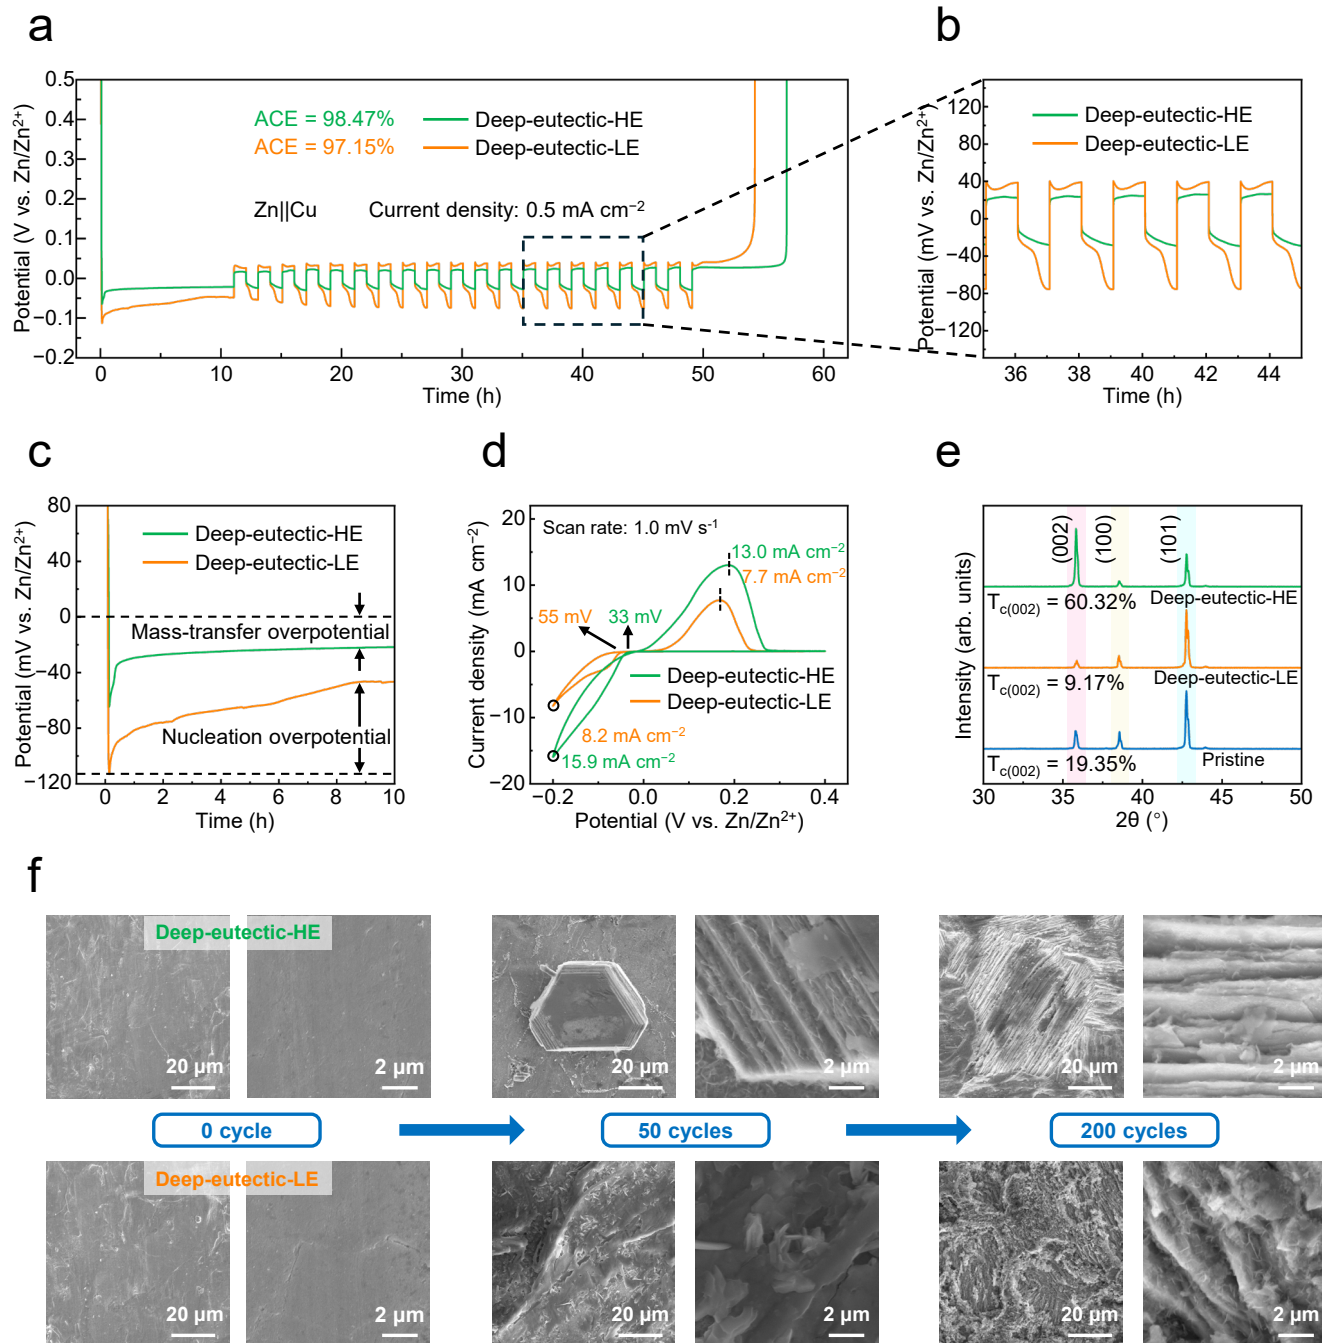 a
0.5
0.4
0.3
0.2
0.1
0.0
−0.1
−0.2
Potential (V vs. Zn/Zn²⁺)
ACE = 98.47%
Deep-eutectic-HE
ACE = 97.15%
Deep-eutectic-LE
Zn||Cu
Current density: 0.5 mA cm⁻²
0 10 20 30 40 50 60
Time (h)
b
120
80
40
0
−40
−80
−120
Potential (mV vs. Zn/Zn²⁺)
Deep-eutectic-HE
Deep-eutectic-LE
36 38 40 42 44
Time (h)
c
80
40
0
−40
−80
−120
Potential (mV vs. Zn/Zn²⁺)
Deep-eutectic-HE
Deep-eutectic-LE
Mass-transfer overpotential
Nucleation overpotential
0 2 4 6 8 10
Time (h)
d
20
10
0
−10
−20
Current density (mA cm⁻²)
Scan rate: 1.0 mV s⁻¹
13.0 mA cm⁻²
7.7 mA cm⁻²
55 mV
33 mV
Deep-eutectic-HE
Deep-eutectic-LE
8.2 mA cm⁻²
15.9 mA cm⁻²
−0.2 0.0 0.2 0.4
Potential (V vs. Zn/Zn²⁺)
e
Intensity (arb. units)
(002)
(100)
(101)
Tc(002) = 60.32%
Deep-eutectic-HE
Tc(002) = 9.17%
Deep-eutectic-LE
Tc(002) = 19.35%
Pristine
30 35 40 45 50
2θ (°)
f
Deep-eutectic-HE
20 µm
2 µm
20 µm
2 µm
20 µm
2 µm
0 cycle
50 cycles
200 cycles
Deep-eutectic-LE
20 µm
2 µm
20 µm
2 µm
20 µm
2 µm